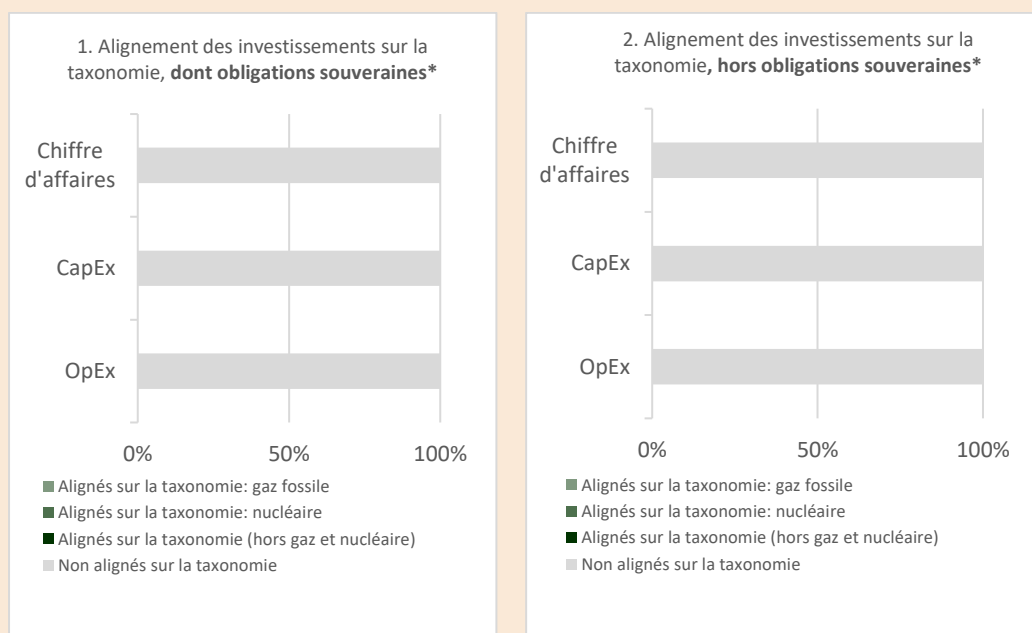 1. Alignement des investissements sur la
taxonomie, dont obligations souveraines*
Chiffre
d'affaires
CapEx
OpEx
0% 50% 100%
Alignés sur la taxonomie: gaz fossile
Alignés sur la taxonomie: nucléaire
Alignés sur la taxonomie (hors gaz et nucléaire)
Non alignés sur la taxonomie
2. Alignement des investissements sur la
taxonomie, hors obligations souveraines*
Chiffre
d'affaires
CapEx
OpEx
0% 50% 100%
Alignés sur la taxonomie: gaz fossile
Alignés sur la taxonomie: nucléaire
Alignés sur la taxonomie (hors gaz et nucléaire)
Non alignés sur la taxonomie